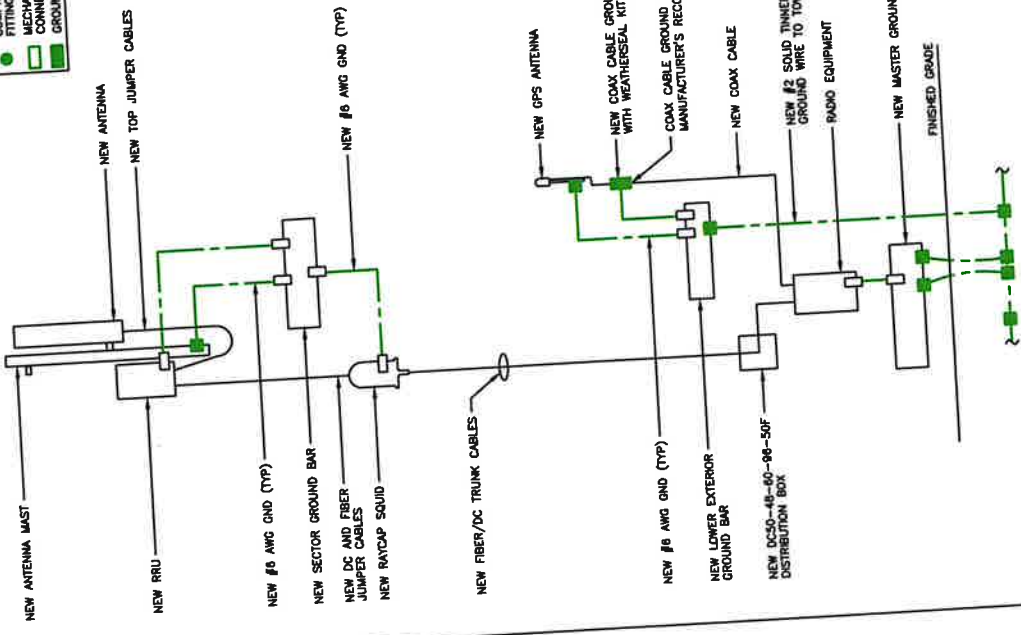 FITTING
MECHA
CONNE
GROUN
NEW ANTENNA
NEW TOP JUMPER CABLES
NEW #6 AWG GND (TYP)
NEW ANTENNA MAST
NEW RRU
NEW #6 AWG GND (TYP)
NEW SECTOR GROUND BAR
NEW DC AND FIBER
JUMPER CABLES
NEW RAYCAP SQUID
NEW FIBER/DC TRUNK CABLES
NEW GPS ANTENNA
NEW COAX CABLE GROU
WITH WEATHERSEAL KIT
COAX CABLE GROUND
MANUFACTURER'S RECO
NEW COAX CABLE
NEW #2 SOLID TINNE
GROUND WIRE TO TOW
RADIO EQUIPMENT
NEW MASTER GROUN
FINISHED GRADE
NEW #6 AWG GND (TYP)
NEW LOWER EXTERIOR
GROUND BAR
NEW DC50-48-60-96-50F
DISTRIBUTION BOX